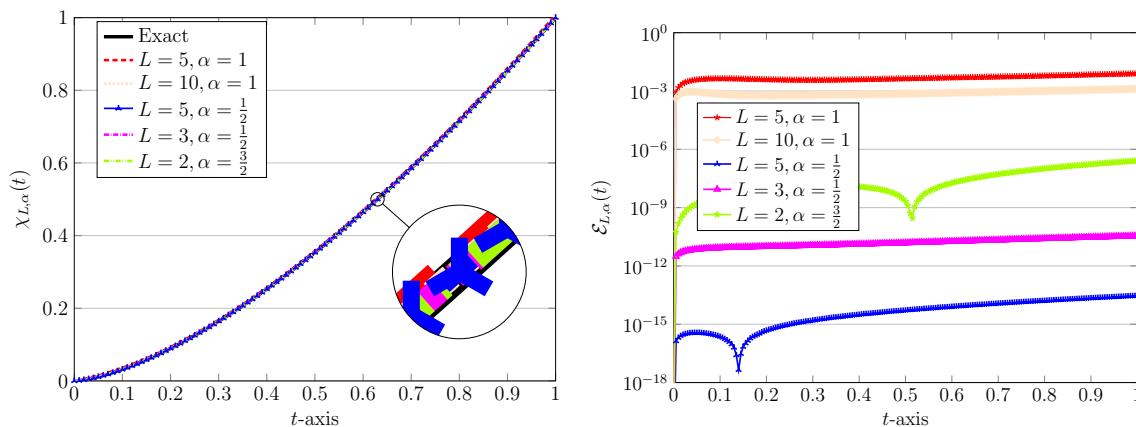 1
0.8
0.6
0.4
0.2
0
0 0.1 0.2 0.3 0.4 0.5 0.6 0.7 0.8 0.9 1
t-axis
χ_{L,α}(t)
Exact
L = 5, α = 1
L = 10, α = 1
L = 5, α = 1/2
L = 3, α = 1/2
L = 2, α = 3/2
10^0
10^{−3}
10^{−6}
10^{−9}
10^{−12}
10^{−15}
10^{−18}
0 0.1 0.2 0.3 0.4 0.5 0.6 0.7 0.8 0.9 1
t-axis
ℰ_{L,α}(t)
L = 5, α = 1
L = 10, α = 1
L = 5, α = 1/2
L = 3, α = 1/2
L = 2, α = 3/2